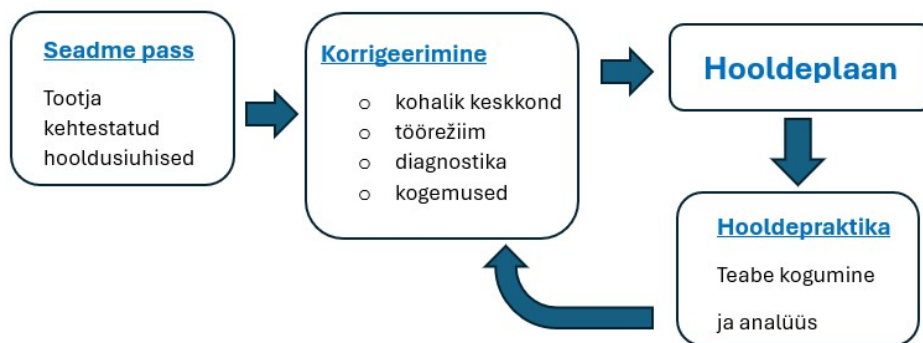 Seadme pass
Tootja
kehtestatud
hooldusiuhised
Korrigeerimine
o kohalik keskkond
o töörežiim
o diagnostika
o kogemused
Hooldeplaan
Hooldepraktika
Teabe kogumine
ja analüüs